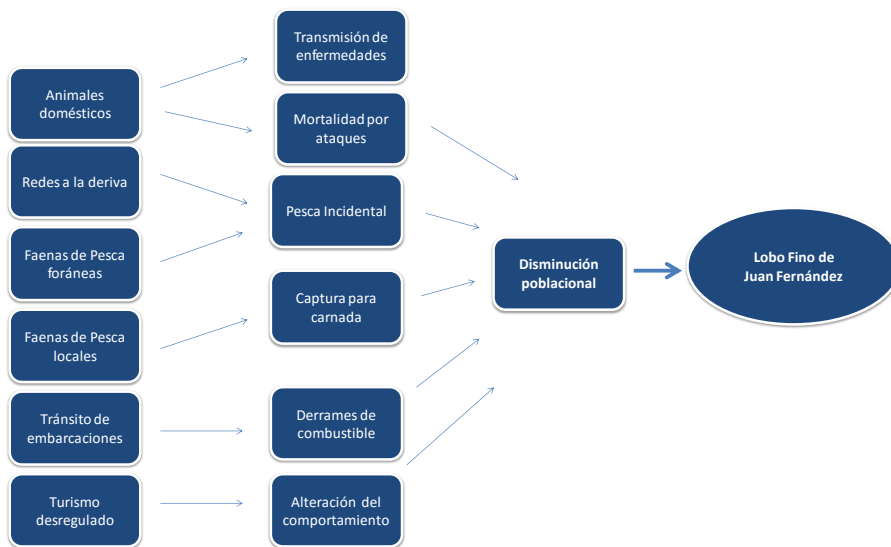 Animales
domésticos
Redes a la deriva
Faenas de Pesca
foráneas
Faenas de Pesca
locales
Tránsito de
embarcaciones
Turismo
desregulado
Transmisión de
enfermedades
Mortalidad por
ataques
Pesca Incidental
Captura para
carnada
Derrames de
combustible
Alteración del
comportamiento
Disminución
poblacional
Lobo Fino de
Juan Fernández